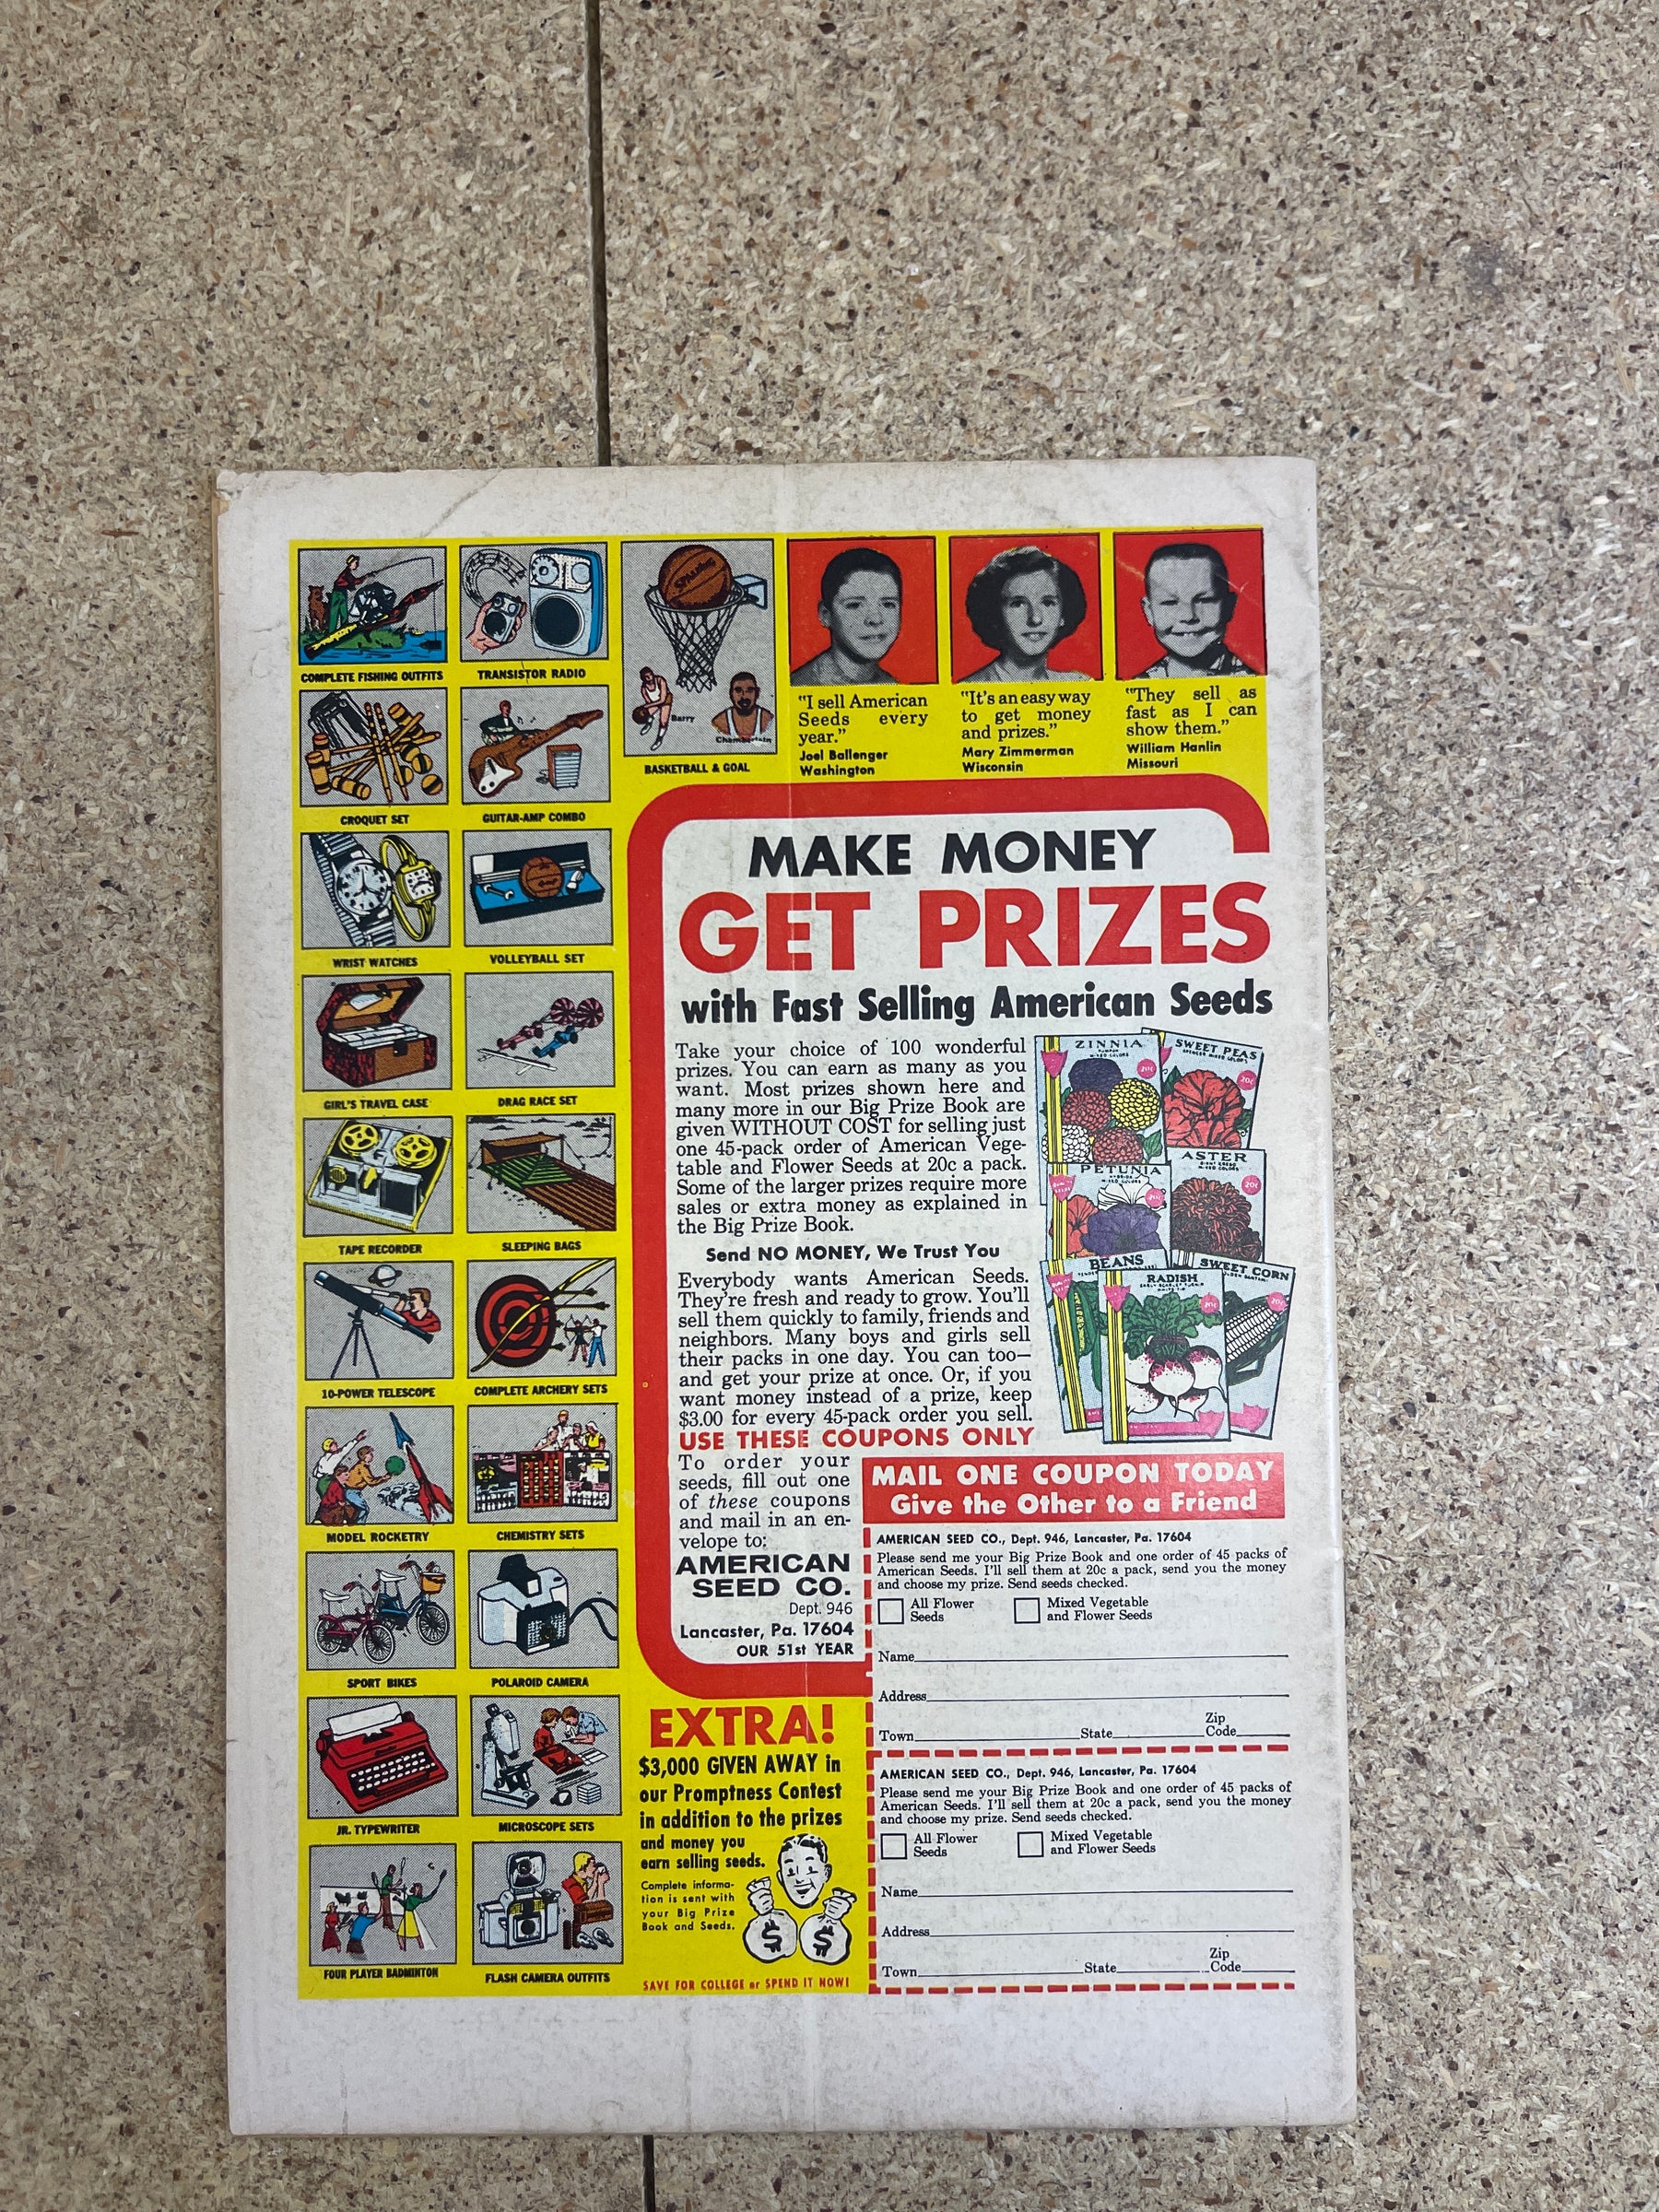 COMPLETE FISHING OUTFITS
TRANSISTOR RADIO
SPALDING
Barry
Chamberlain
BASKETBALL & GOAL
CROQUET SET
GUITAR-AMP COMBO
WRIST WATCHES
VOLLEYBALL SET
GIRL'S TRAVEL CASE
DRAG RACE SET
TAPE RECORDER
SLEEPING BAGS
10-POWER TELESCOPE
COMPLETE ARCHERY SETS
MODEL ROCKETRY
CHEMISTRY SETS
SPORT BIKES
POLAROID CAMERA
JR. TYPEWRITER
MICROSCOPE SETS
FOUR PLAYER BADMINTON
FLASH CAMERA OUTFITS
"I sell American
Seeds every
year."
Joel Ballenger
Washington
"It's an easy way
to get money
and prizes."
Mary Zimmerman
Wisconsin
"They sell as
fast as I can
show them."
William Hanlin
Missouri
MAKE MONEY
GET PRIZES
with Fast Selling American Seeds
Take your choice of 100 wonderful
prizes. You can earn as many as you
want. Most prizes shown here and
many more in our Big Prize Book are
given WITHOUT COST for selling just
one 45-pack order of American Vege-
table and Flower Seeds at 20c a pack.
Some of the larger prizes require more
sales or extra money as explained in
the Big Prize Book.
Send NO MONEY, We Trust You
Everybody wants American Seeds.
They're fresh and ready to grow. You'll
sell them quickly to family, friends and
neighbors. Many boys and girls sell
their packs in one day. You can too—
and get your prize at once. Or, if you
want money instead of a prize, keep
$3.00 for every 45-pack order you sell.
USE THESE COUPONS ONLY
To order your
seeds, fill out one
of these coupons
and mail in an en-
velope to:
AMERICAN
SEED CO.
Dept. 946
Lancaster, Pa. 17604
OUR 51st YEAR
ZINNIA
MIXED COLORS
20c
SWEET PEAS
SPENCER MIXED COLORS
20c
PETUNIA
MIXED COLORS
20c
ASTER
MIXED COLORS
20c
BEANS
RADISH
20c
SWEET CORN
GOLDEN BANTAM
20c
MAIL ONE COUPON TODAY
Give the Other to a Friend
AMERICAN SEED CO., Dept. 946, Lancaster, Pa. 17604
Please send me your Big Prize Book and one order of 45 packs of
American Seeds. I'll sell them at 20c a pack, send you the money
and choose my prize. Send seeds checked.
All Flower
Seeds
Mixed Vegetable
and Flower Seeds
Name
Address
Town State Zip
Code
AMERICAN SEED CO., Dept. 946, Lancaster, Pa. 17604
Please send me your Big Prize Book and one order of 45 packs of
American Seeds. I'll sell them at 20c a pack, send you the money
and choose my prize. Send seeds checked.
All Flower
Seeds
Mixed Vegetable
and Flower Seeds
Name
Address
Town State Zip
Code
EXTRA!
$3,000 GIVEN AWAY in
our Promptness Contest
in addition to the prizes
and money you
earn selling seeds.
Complete informa-
tion is sent with
your Big Prize
Book and Seeds.
$ $
SAVE FOR COLLEGE or SPEND IT NOW!